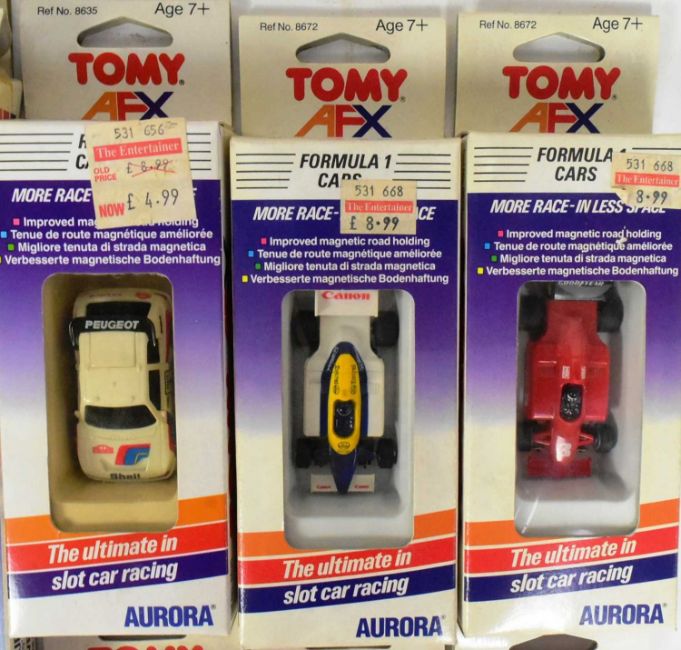 Ref No. 8635
Age 7+
TOMY
AFX
531 656
The Entertainer
OLD PRICE £ 8.99
NOW £ 4.99
MORE RACE
Improved magnetic road holding
Tenue de route magnétique améliorée
Migliore tenuta di strada magnetica
Verbesserte magnetische Bodenhaftung
PEUGEOT
Shell
The ultimate in
slot car racing
AURORA
Ref No. 8672
Age 7+
TOMY
AFX
FORMULA 1
CARS
531 668
The Entertainer
£ 8.99
MORE RACE-
Improved magnetic road holding
Tenue de route magnétique améliorée
Migliore tenuta di strada magnetica
Verbesserte magnetische Bodenhaftung
Canon
Canon Canon
The ultimate in
slot car racing
AURORA
Ref No. 8672
Age 7+
TOMY
AFX
FORMULA 1
CARS
531 668
The Entertainer
8.99
MORE RACE-IN LESS SPACE
Improved magnetic road holding
Tenue de route magnétique améliorée
Migliore tenuta di strada magnetica
Verbesserte magnetische Bodenhaftung
GOODYEAR
The ultimate in
slot car racing
AURORA
TOMY
TOMY